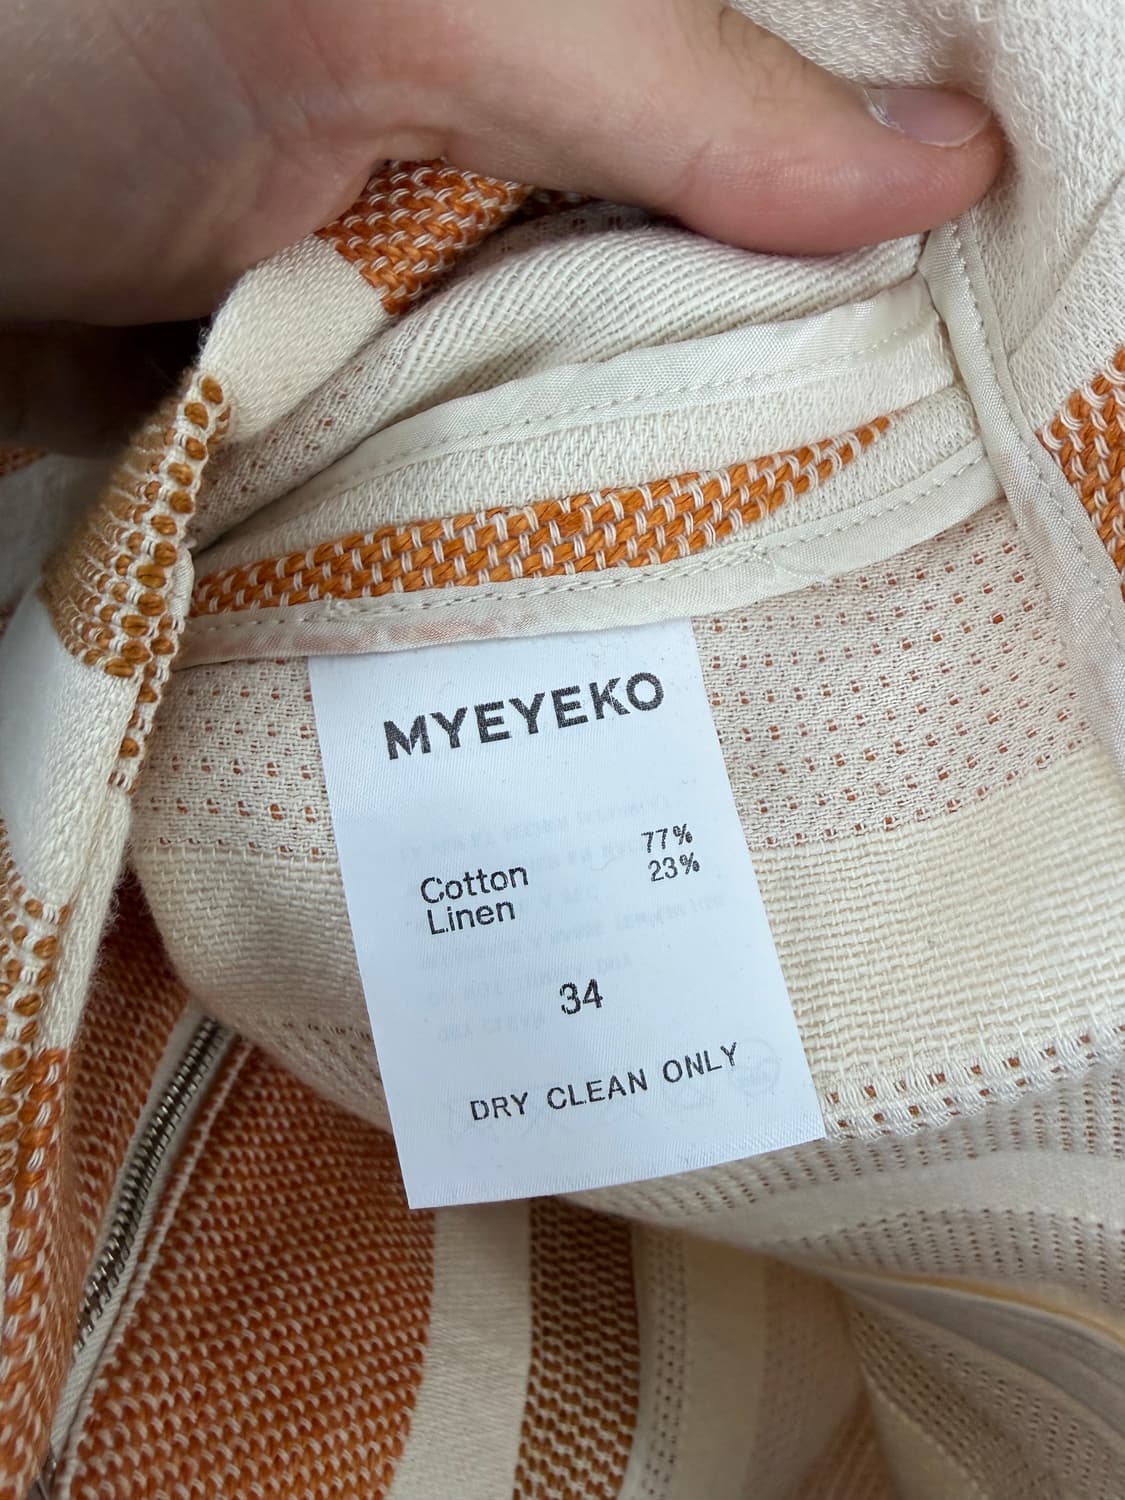 MYEYEKO
Cotton 77%
Linen 23%
34
DRY CLEAN ONLY